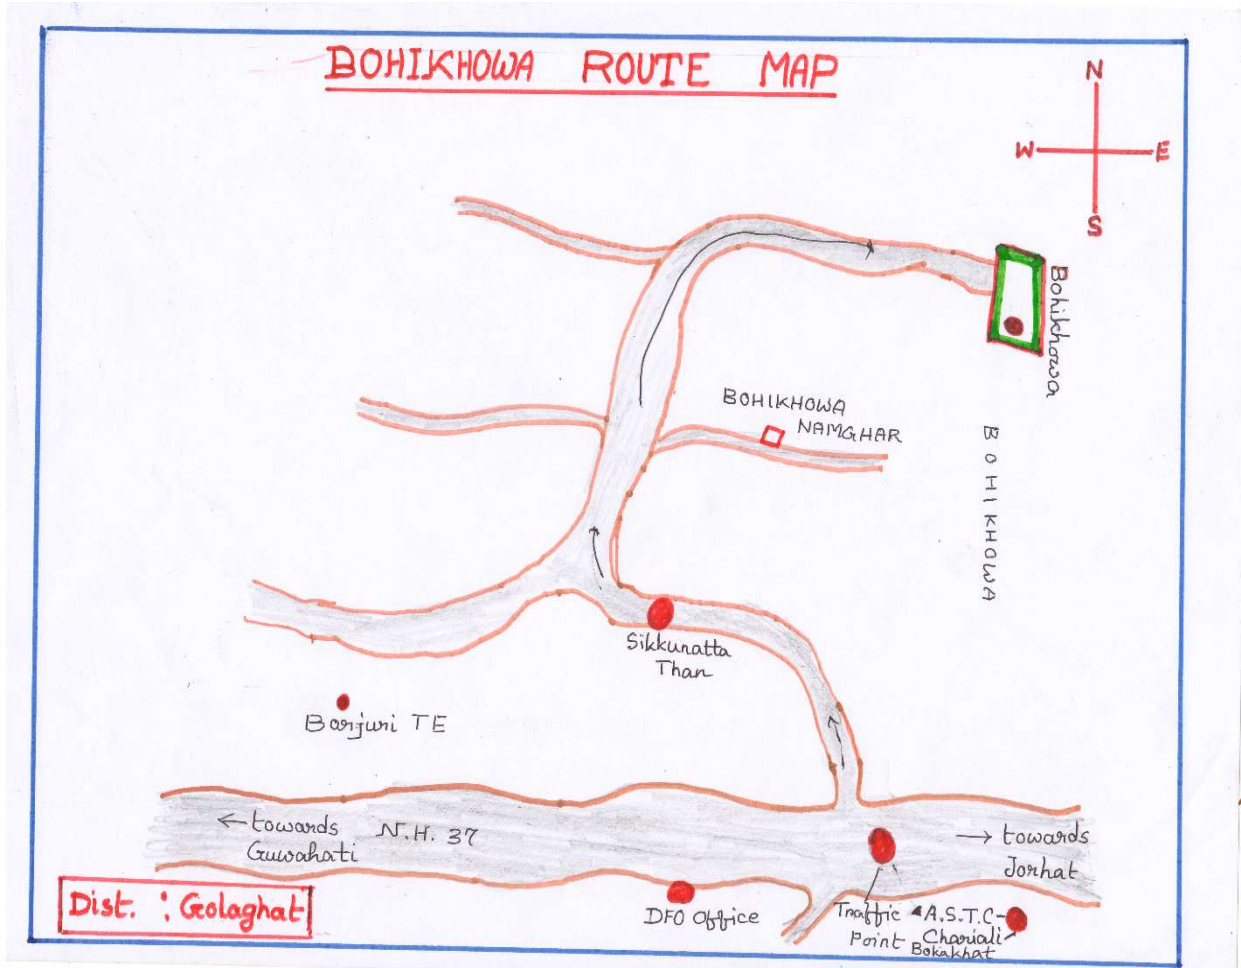 BOHIKHOWA ROUTE MAP
N
W E
S
Bohikhowa
BOHIKHOWA
NAMGHAR
BOHIKHOWA
Sikkunatta
Than
Barjuri TE
← towards
Guwahati
N.H. 37
→ towards
Jorhat
Dist. : Golaghat
DFO Office
Traffic
Point
A.S.T.C
Chariali
Bokakhat